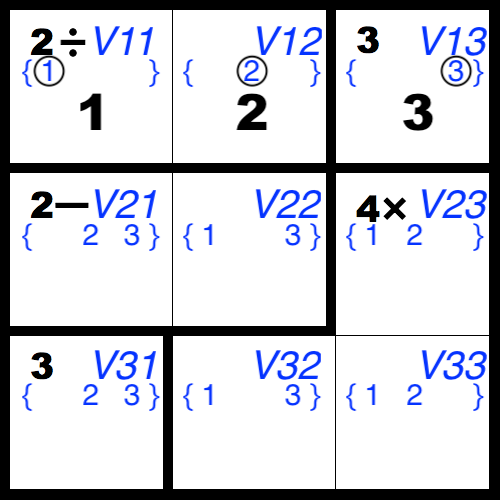 2÷ V11 V12 3 V13
{ 1 } { 2 } { 3 }
1 2 3
2− V21 V22 4× V23
{ 2 3 } { 1 3 } { 1 2 }
3 V31 V32 V33
{ 2 3 } { 1 3 } { 1 2 }